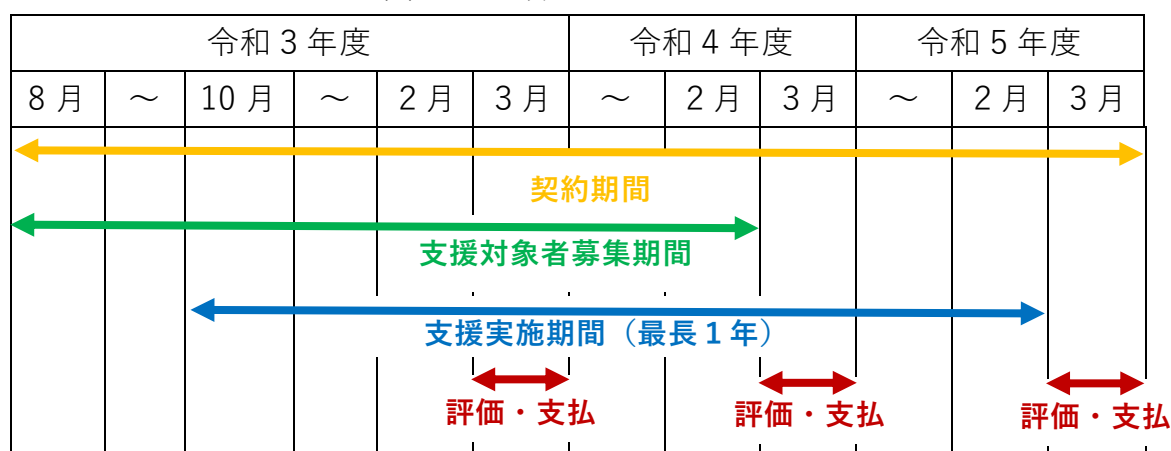 令和３年度 令和４年度 令和５年度
8月 ～ 10月 ～ 2月 3月 ～ 2月 3月 ～ 2月 3月
契約期間
支援対象者募集期間
支援実施期間（最長１年）
評価・支払 評価・支払 評価・支払